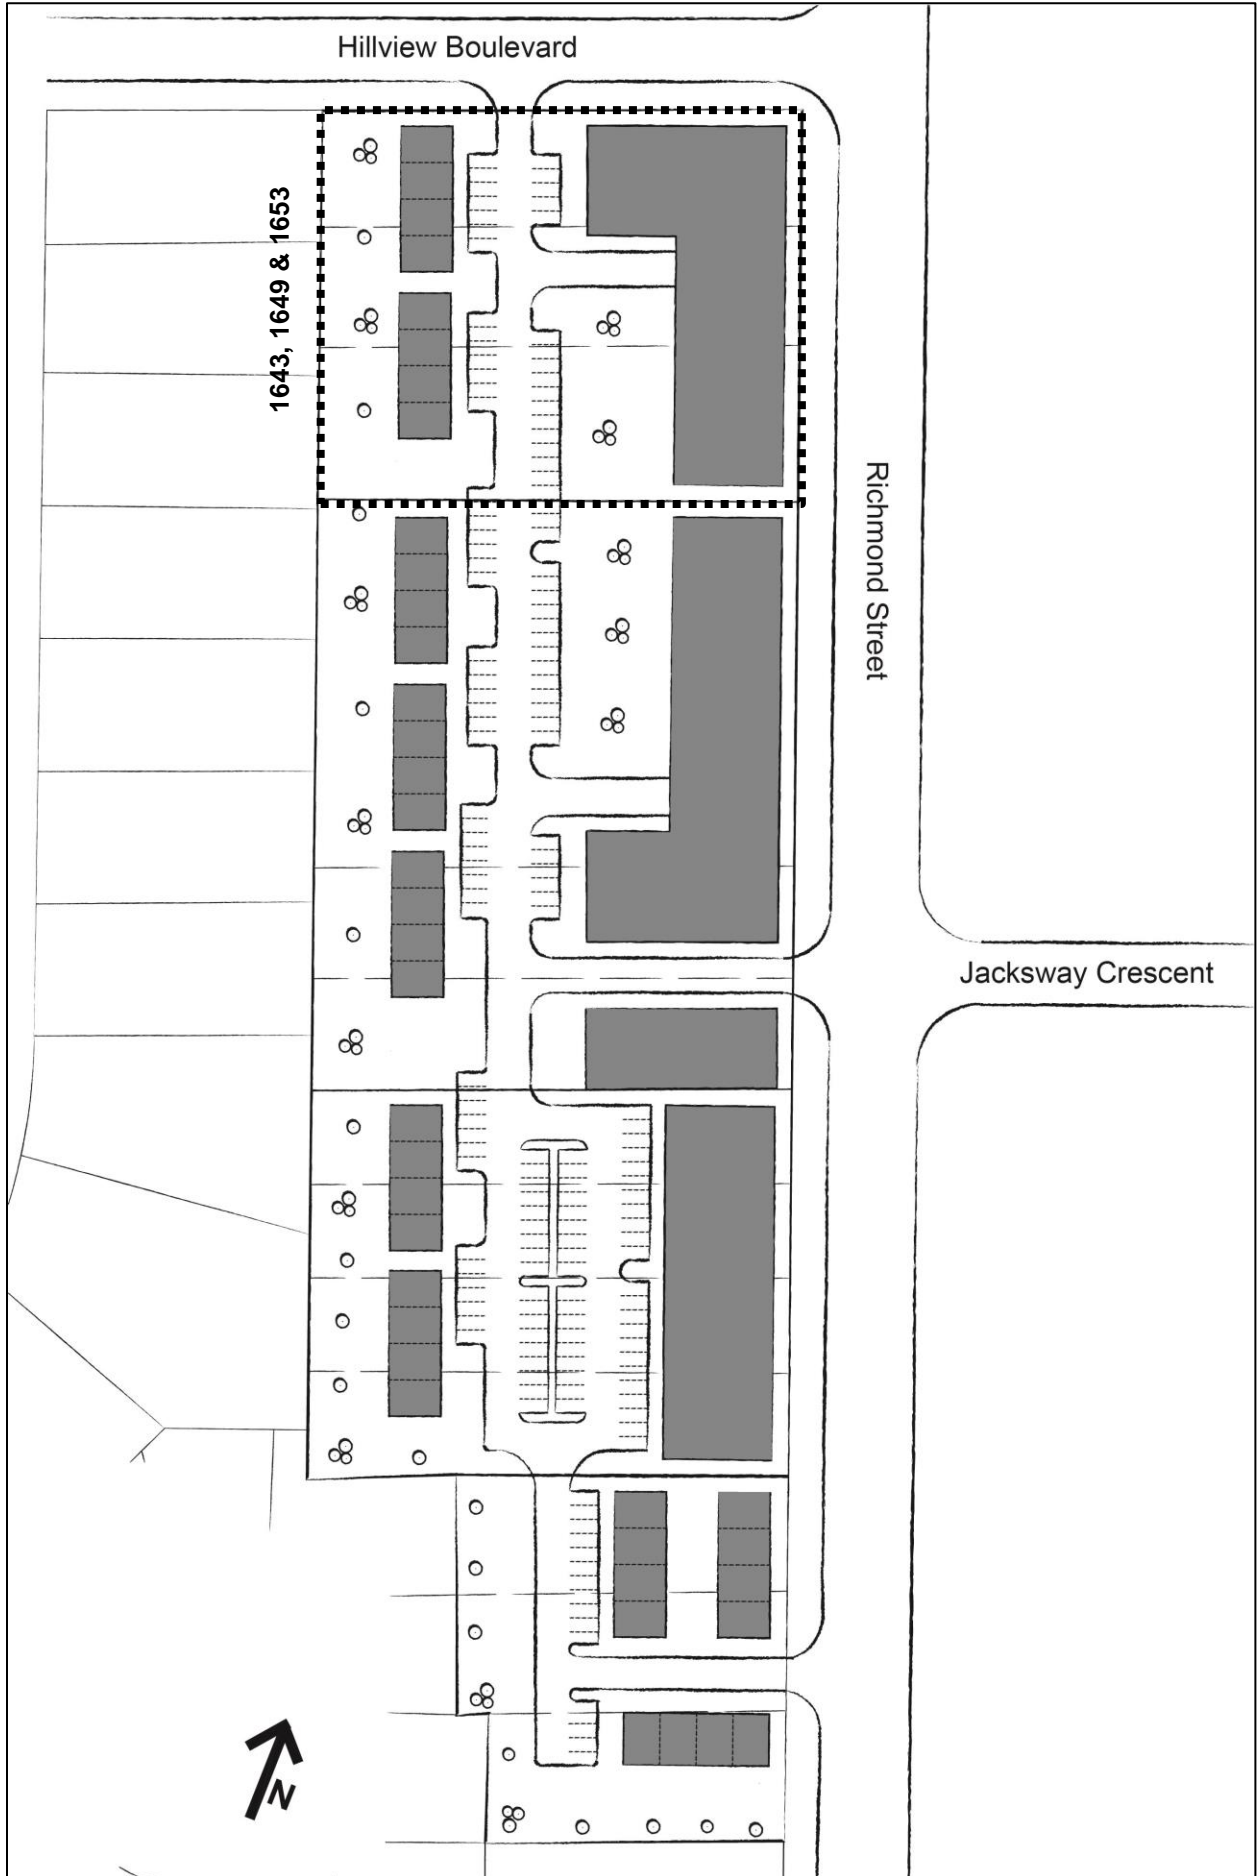 Hillview Boulevard
1643, 1649 & 1653
Richmond Street
Jacksway Crescent
N